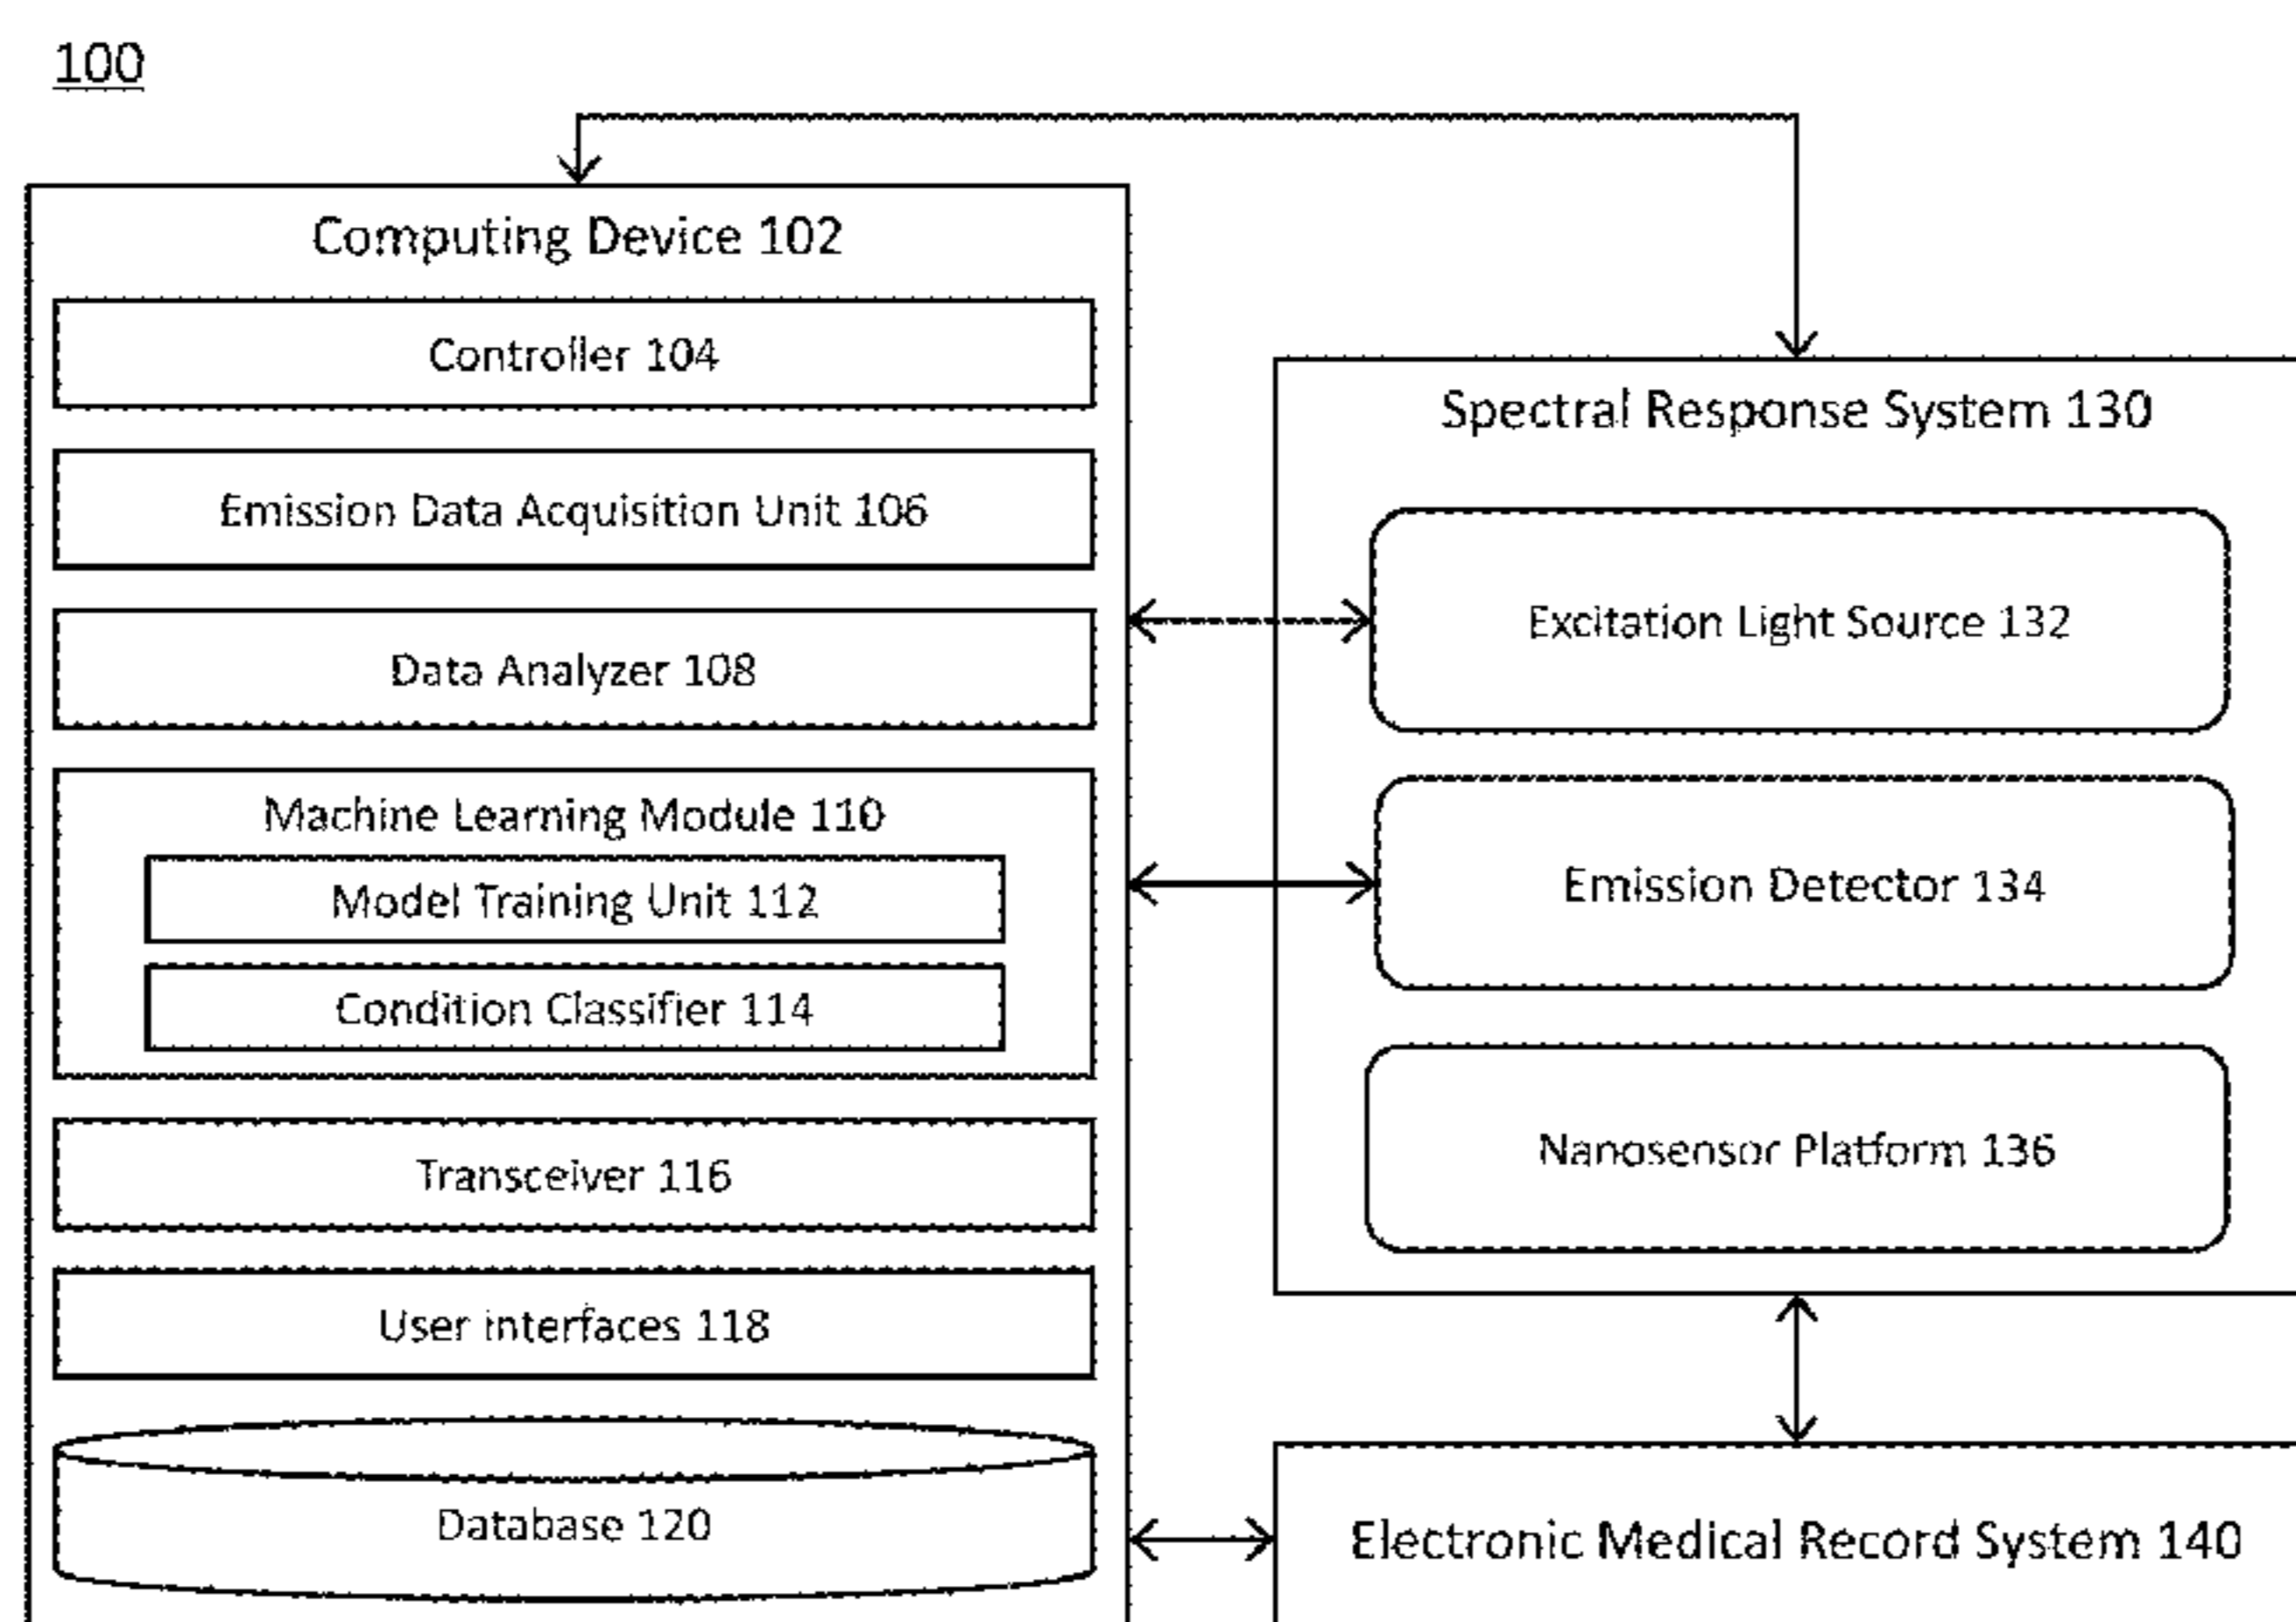 100
Computing Device 102
Controller 104
Emission Data Acquisition Unit 106
Data Analyzer 108
Machine Learning Module 110
Model Training Unit 112
Condition Classifier 114
Transceiver 116
User interfaces 118
Database 120
Spectral Response System 130
Excitation Light Source 132
Emission Detector 134
Nanosensor Platform 136
Electronic Medical Record System 140